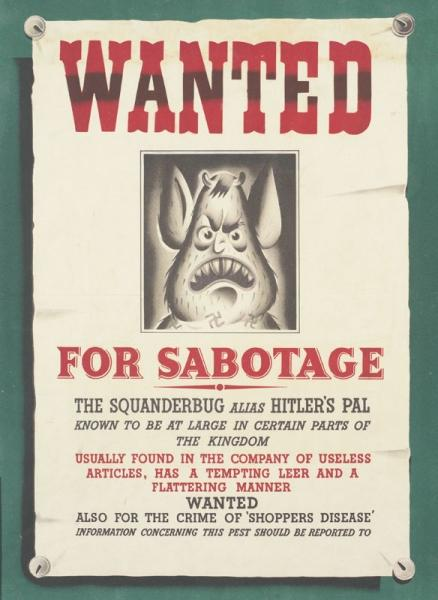 WANTED
FOR SABOTAGE
THE SQUANDERBUG ALIAS HITLER'S PAL
KNOWN TO BE AT LARGE IN CERTAIN PARTS OF
THE KINGDOM
USUALLY FOUND IN THE COMPANY OF USELESS
ARTICLES, HAS A TEMPTING LEER AND A
FLATTERING MANNER
WANTED
ALSO FOR THE CRIME OF 'SHOPPERS DISEASE'
INFORMATION CONCERNING THIS PEST SHOULD BE REPORTED TO